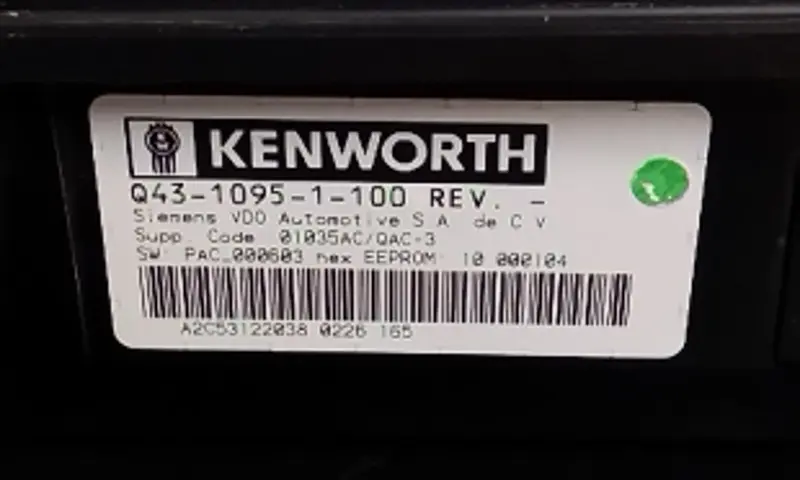 KENWORTH
Q43-1095-1-100 REV. -
Siemens VDO Automotive S A de C V
Supp. Code 01035AC/QAC-3
SW: PAC_000603 hex EEPROM: 10 000104
A2C53122038 0226 165